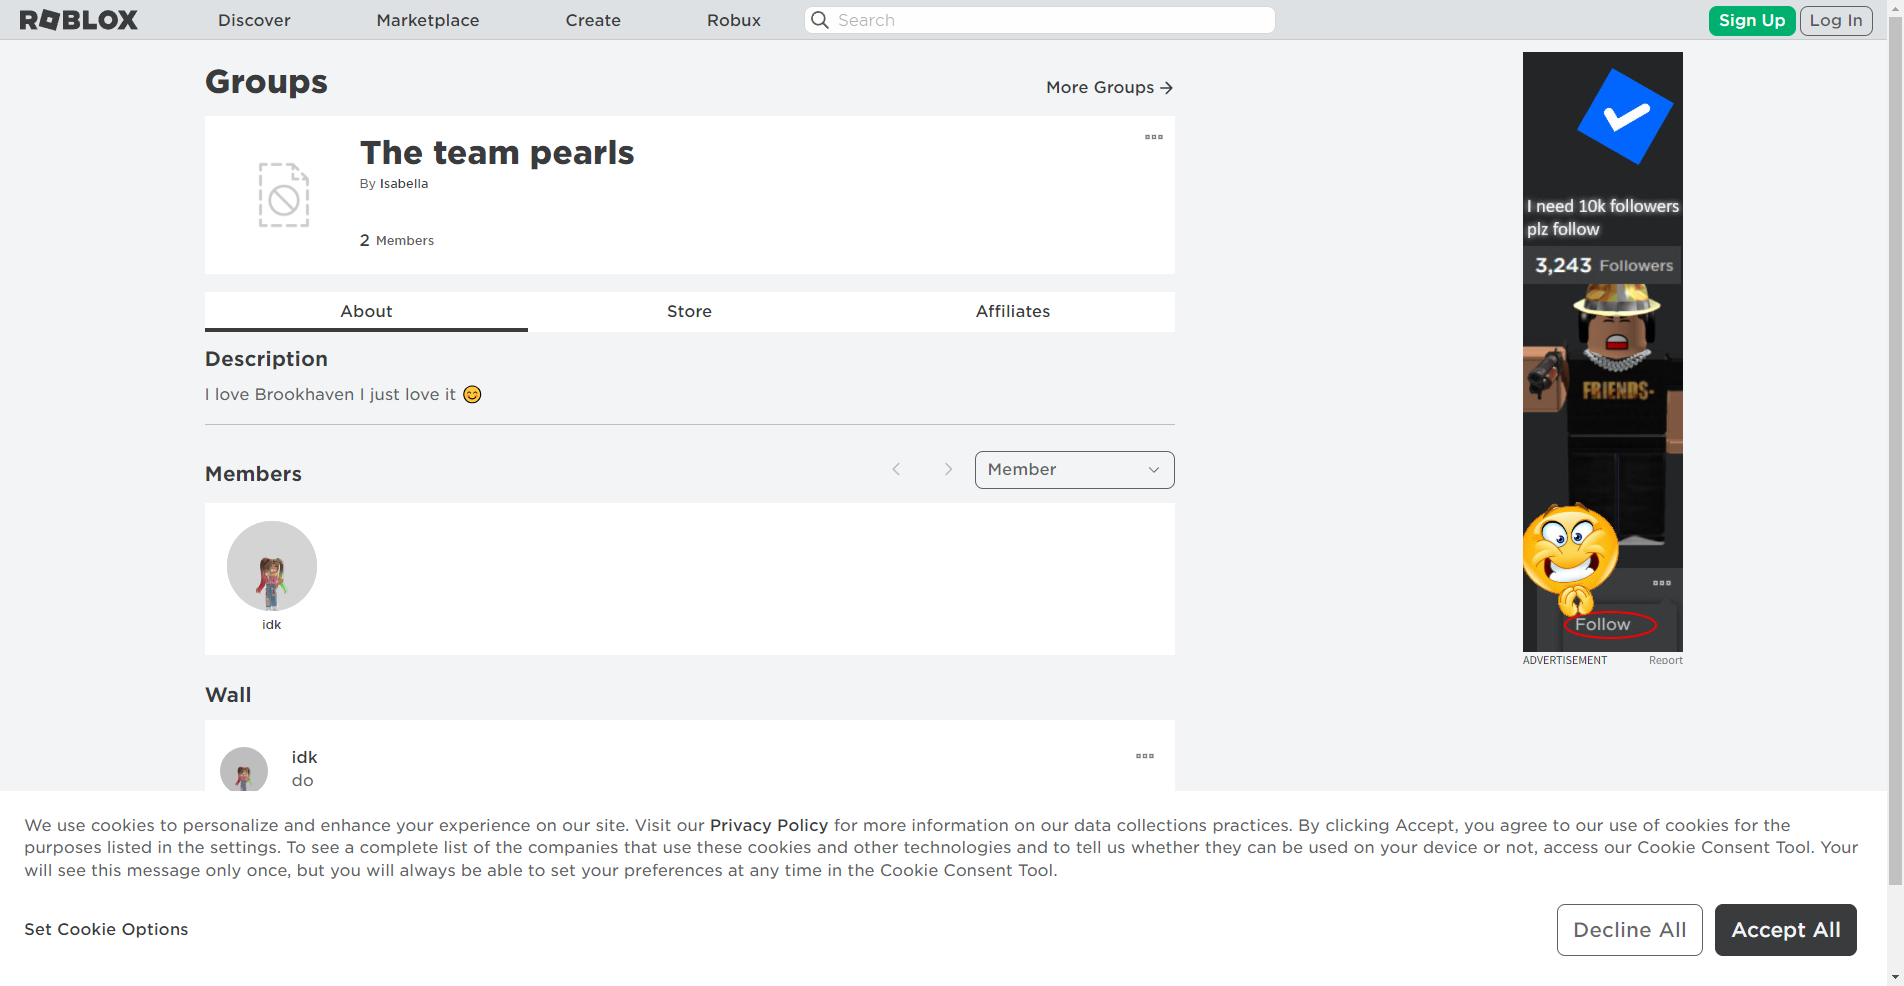 ROBLOX
Discover
Marketplace
Create
Robux
Search
Sign Up
Log In
Groups
More Groups
The team pearls
By Isabella
2 Members
About
Store
Affiliates
Description
I love Brookhaven I just love it 😊
Members
Member
idk
Wall
idk
do
I need 10k followers
plz follow
3,243 Followers
FRIENDS-
Follow
ADVERTISEMENT
Report
We use cookies to personalize and enhance your experience on our site. Visit our Privacy Policy for more information on our data collections practices. By clicking Accept, you agree to our use of cookies for the
purposes listed in the settings. To see a complete list of the companies that use these cookies and other technologies and to tell us whether they can be used on your device or not, access our Cookie Consent Tool. Your
will see this message only once, but you will always be able to set your preferences at any time in the Cookie Consent Tool.
Set Cookie Options
Decline All
Accept All